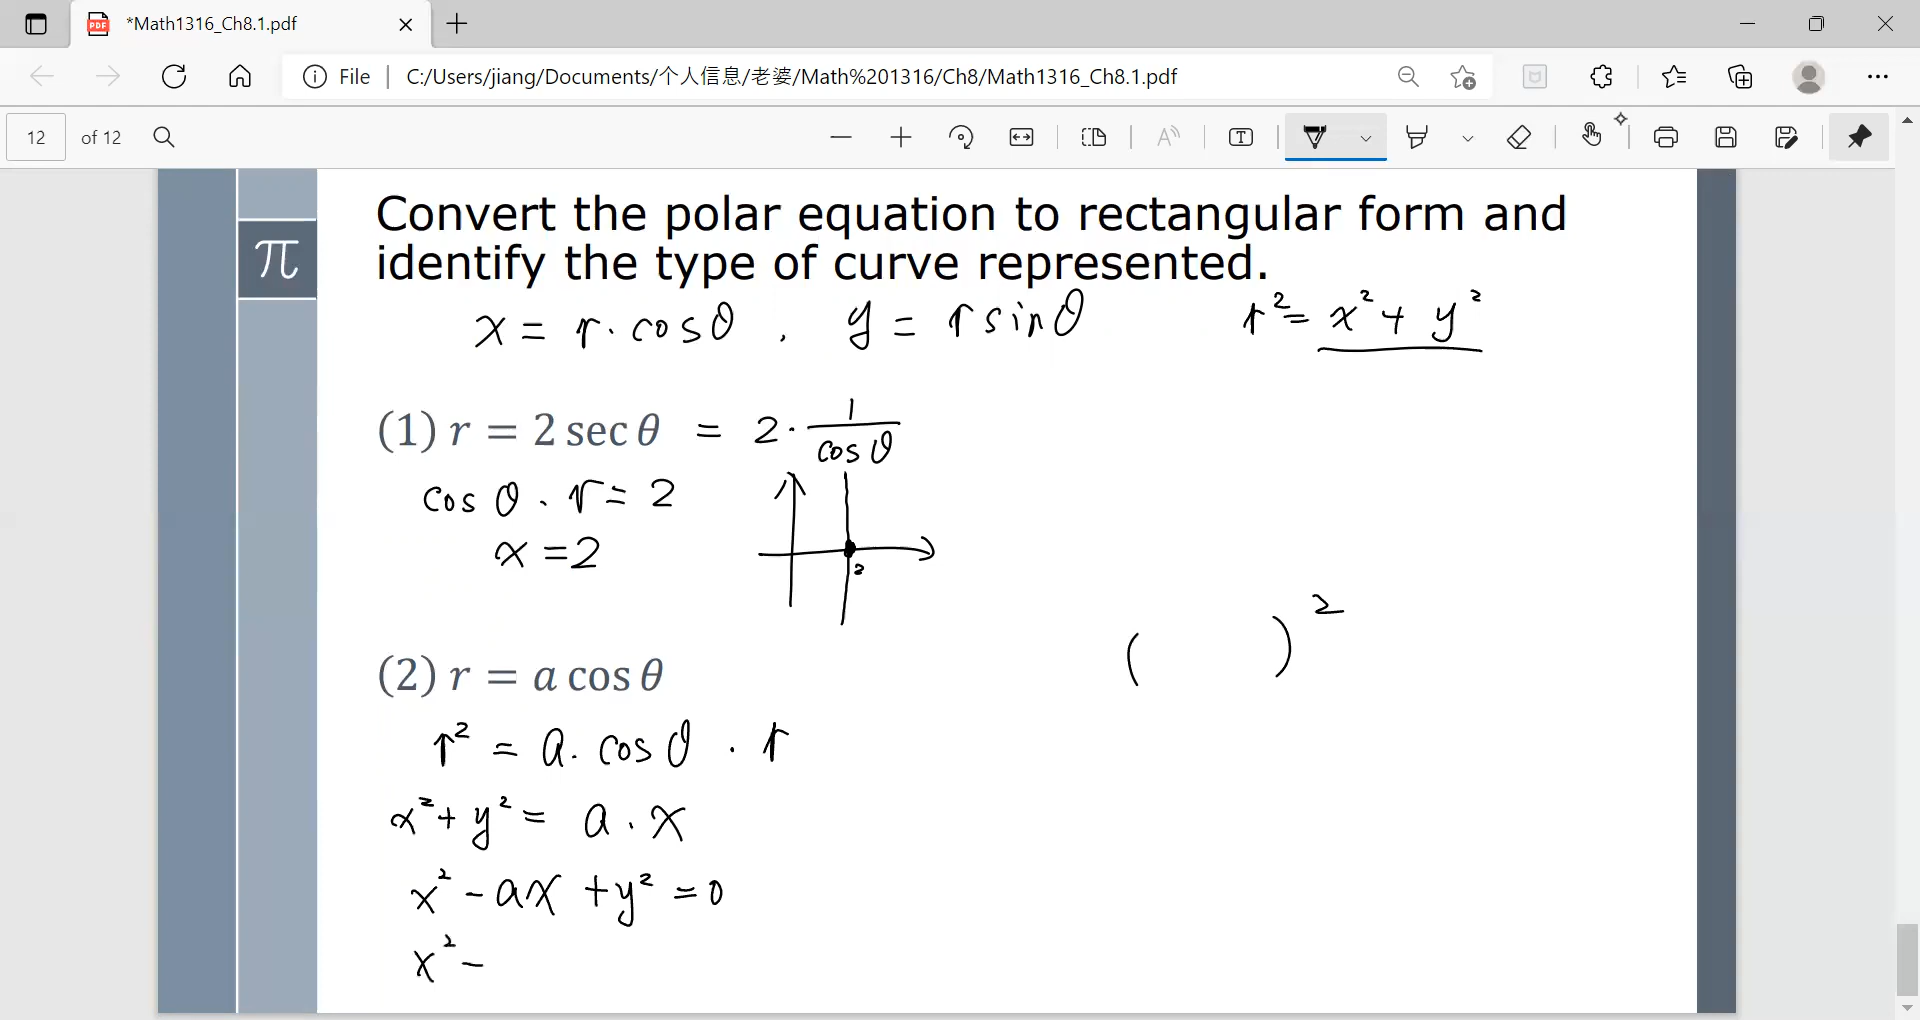 *Math1316_Ch8.1.pdf
File | C:/Users/jiang/Documents/个人信息/老婆/Math%201316/Ch8/Math1316_Ch8.1.pdf
12 of 12
π
Convert the polar equation to rectangular form and
identify the type of curve represented.
x = r · cosθ , y = r sinθ r² = x² + y²
(1) r = 2 sec θ = 2 · 1/cos θ
cos θ · r = 2
x = 2
2
( )²
(2) r = a cos θ
r² = a · cos θ · r
x² + y² = a · x
x² - ax + y² = 0
x² -